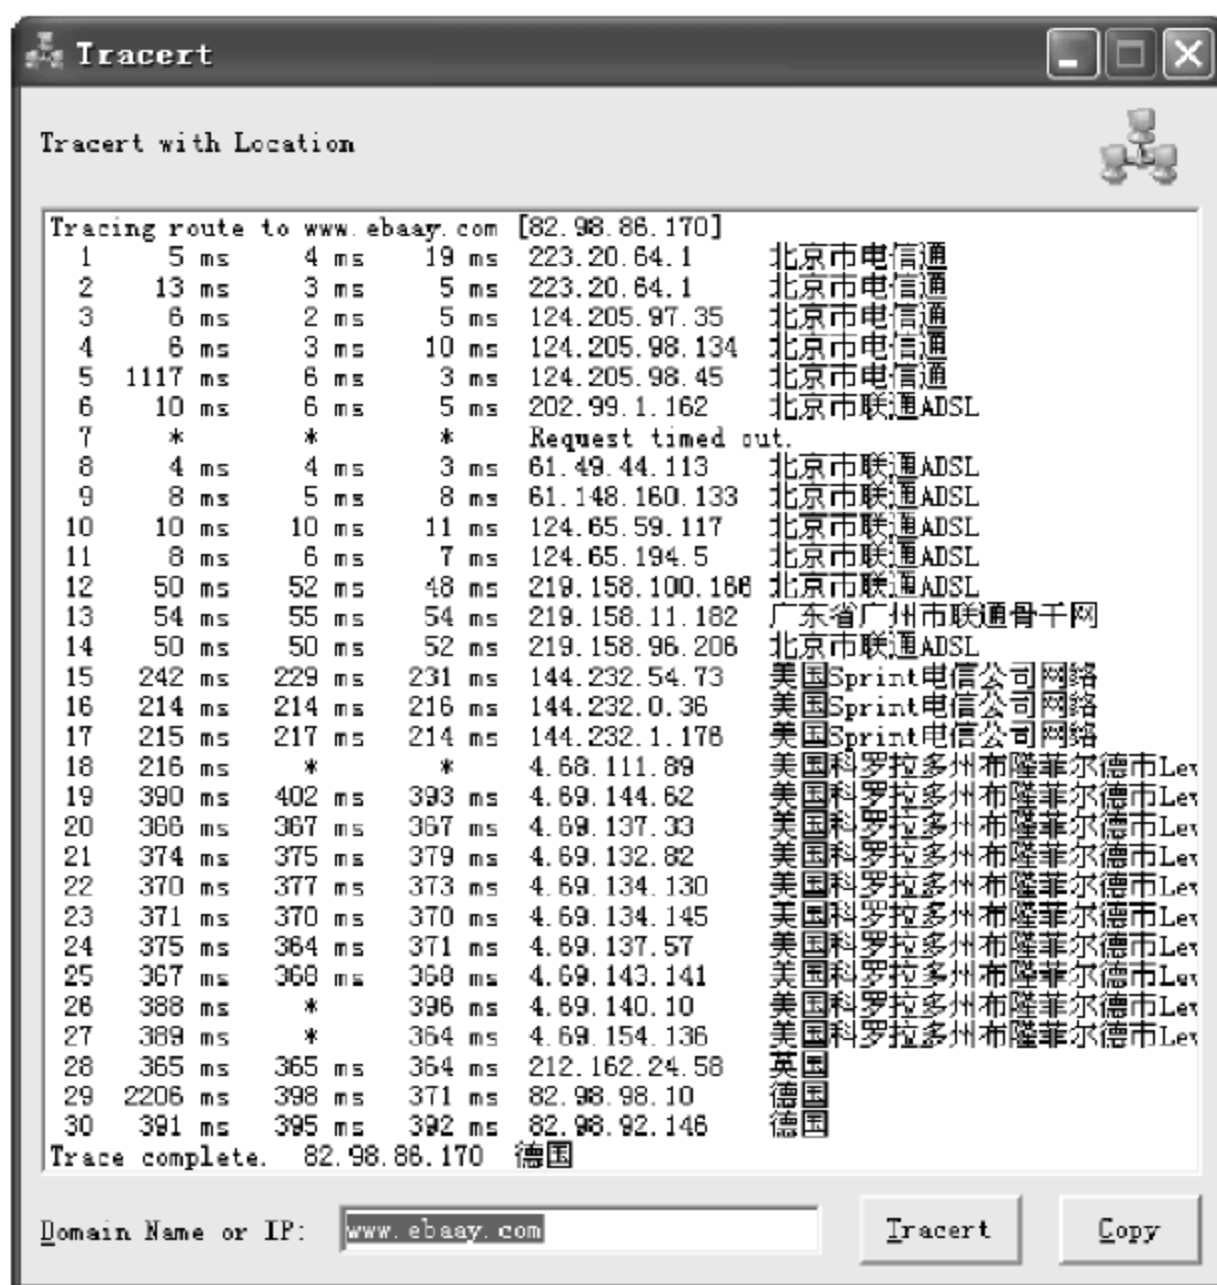 Tracert
Tracert with Location
Tracing route to www.ebaay.com [82.98.86.170]
1 5 ms 4 ms 19 ms 223.20.64.1 北京市电信通
2 13 ms 3 ms 5 ms 223.20.64.1 北京市电信通
3 6 ms 2 ms 5 ms 124.205.97.35 北京市电信通
4 6 ms 3 ms 10 ms 124.205.98.134 北京市电信通
5 1117 ms 6 ms 3 ms 124.205.98.45 北京市电信通
6 10 ms 6 ms 5 ms 202.99.1.162 北京市联通ADSL
7 * * * Request timed out.
8 4 ms 4 ms 3 ms 61.49.44.113 北京市联通ADSL
9 8 ms 5 ms 8 ms 61.148.160.133 北京市联通ADSL
10 10 ms 10 ms 11 ms 124.65.59.117 北京市联通ADSL
11 8 ms 6 ms 7 ms 124.65.194.5 北京市联通ADSL
12 50 ms 52 ms 48 ms 219.158.100.166 北京市联通ADSL
13 54 ms 55 ms 54 ms 219.158.11.182 广东省广州市联通骨干网
14 50 ms 50 ms 52 ms 219.158.96.206 北京市联通ADSL
15 242 ms 229 ms 231 ms 144.232.54.73 美国Sprint电信公司网络
16 214 ms 214 ms 216 ms 144.232.0.36 美国Sprint电信公司网络
17 215 ms 217 ms 214 ms 144.232.1.176 美国Sprint电信公司网络
18 216 ms * * 4.68.111.89 美国科罗拉多州布隆菲尔德市Lev
19 390 ms 402 ms 393 ms 4.69.144.62 美国科罗拉多州布隆菲尔德市Lev
20 366 ms 367 ms 367 ms 4.69.137.33 美国科罗拉多州布隆菲尔德市Lev
21 374 ms 375 ms 379 ms 4.69.132.82 美国科罗拉多州布隆菲尔德市Lev
22 370 ms 377 ms 373 ms 4.69.134.130 美国科罗拉多州布隆菲尔德市Lev
23 371 ms 370 ms 370 ms 4.69.134.145 美国科罗拉多州布隆菲尔德市Lev
24 375 ms 364 ms 371 ms 4.69.137.57 美国科罗拉多州布隆菲尔德市Lev
25 367 ms 368 ms 368 ms 4.69.143.141 美国科罗拉多州布隆菲尔德市Lev
26 388 ms * 396 ms 4.69.140.10 美国科罗拉多州布隆菲尔德市Lev
27 389 ms * 364 ms 4.69.154.136 美国科罗拉多州布隆菲尔德市Lev
28 365 ms 365 ms 364 ms 212.162.24.58 英国
29 2206 ms 398 ms 371 ms 82.98.98.10 德国
30 391 ms 395 ms 392 ms 82.98.92.146 德国
Trace complete. 82.98.86.170 德国
Domain Name or IP: www.ebaay.com Tracert Copy